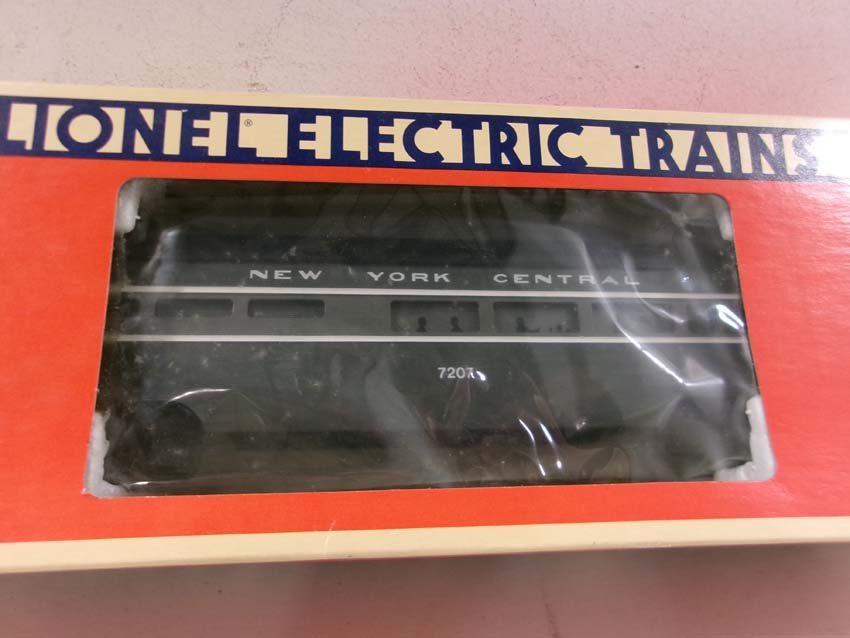 LIONEL® ELECTRIC TRAINS
NEW YORK CENTRAL
7207